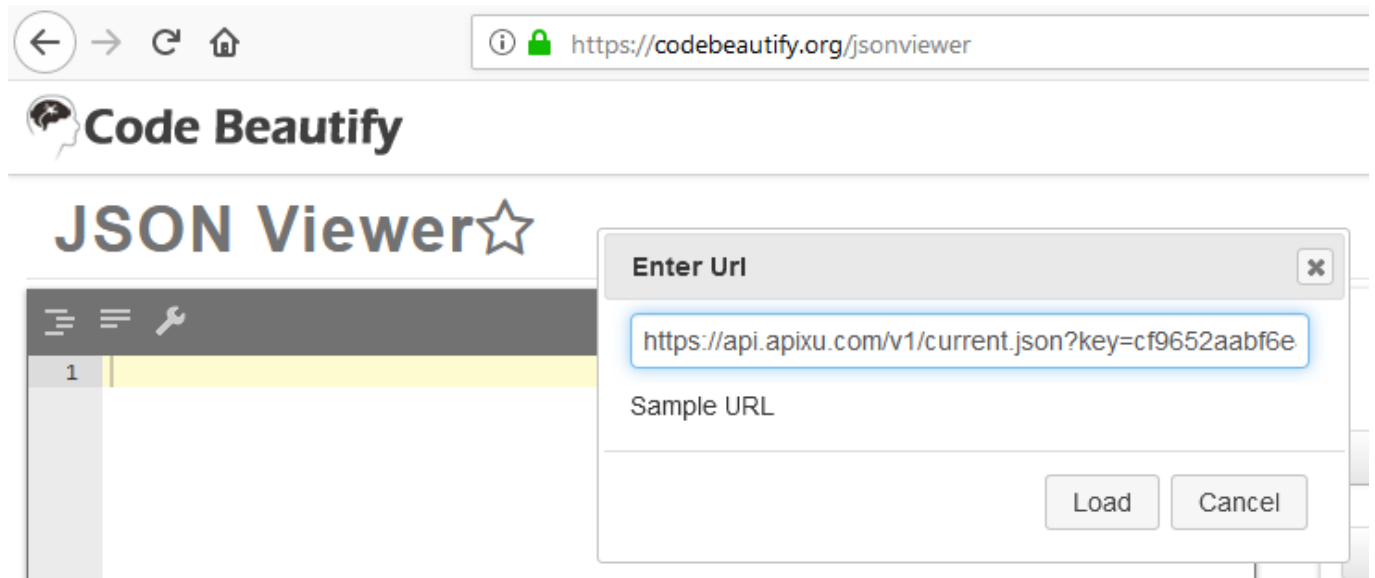 https://codebeautify.org/jsonviewer
Code Beautify
JSON Viewer
Enter Url
https://api.apixu.com/v1/current.json?key=cf9652aabf6e
1
Sample URL
Load Cancel